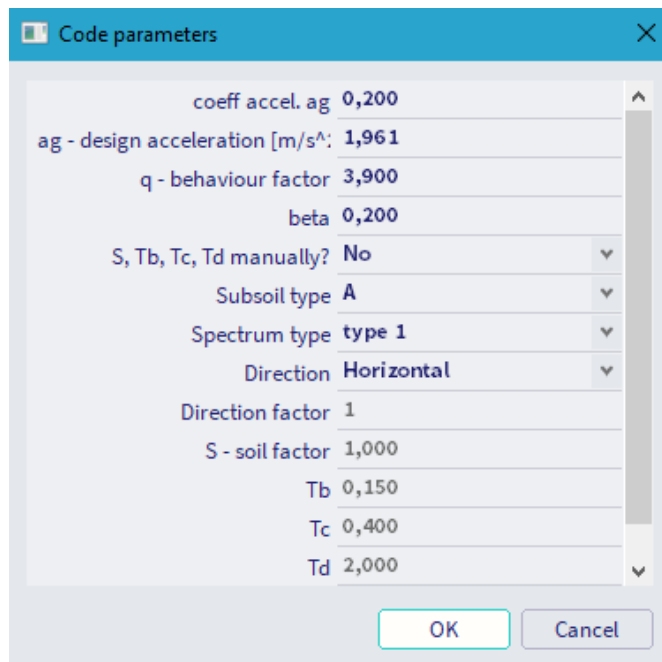 Code parameters
coeff accel. ag 0,200
ag - design acceleration [m/s^: 1,961
q - behaviour factor 3,900
beta 0,200
S, Tb, Tc, Td manually? No
Subsoil type A
Spectrum type type 1
Direction Horizontal
Direction factor 1
S - soil factor 1,000
Tb 0,150
Tc 0,400
Td 2,000
OK Cancel